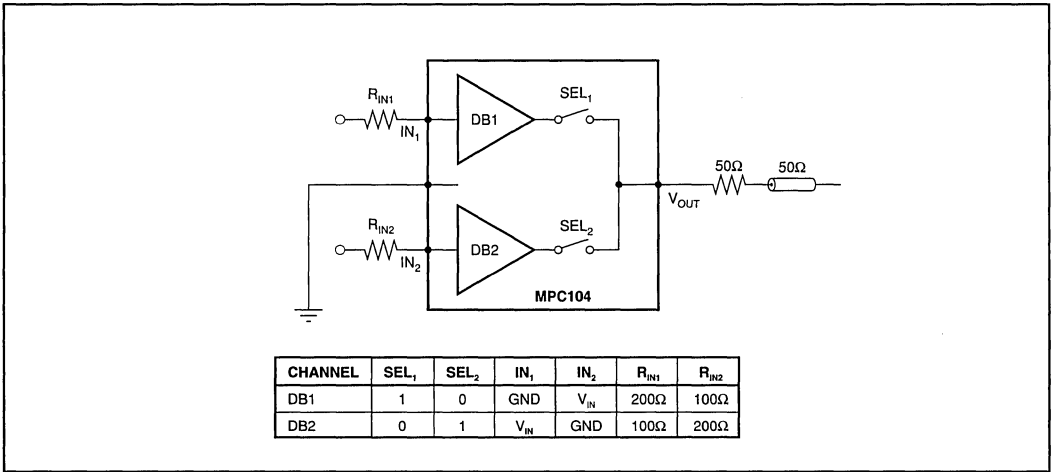 R_IN1
IN_1
DB1
SEL_1
50Ω
50Ω
V_OUT
R_IN2
IN_2
DB2
SEL_2
MPC104
CHANNEL SEL_1 SEL_2 IN_1 IN_2 R_IN1 R_IN2
DB1 1 0 GND V_IN 200Ω 100Ω
DB2 0 1 V_IN GND 100Ω 200Ω